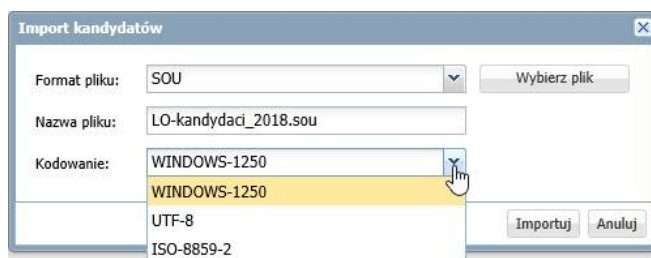 Import kandydatów
Format pliku: SOU Wybierz plik
Nazwa pliku: LO-kandydaci_2018.sou
Kodowanie: WINDOWS-1250
WINDOWS-1250
UTF-8
Importuj Anuluj
ISO-8859-2